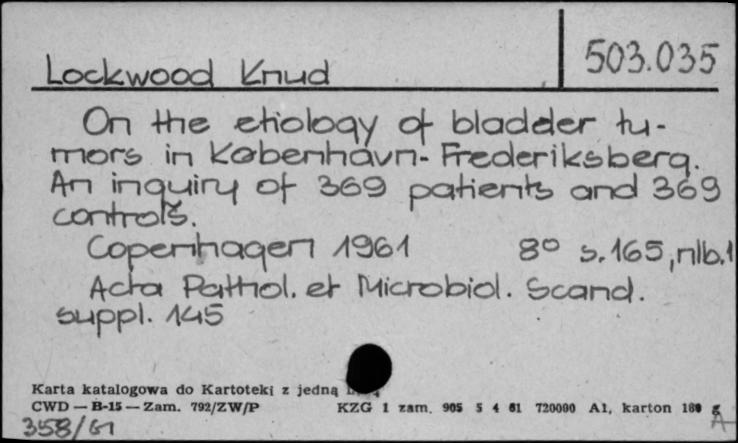 Lockwood Knud
503.035
On the etiology of bladder tu-
mors in København-Frederiksberg.
An inquiry of 369 patients and 369
controls.
Copenhagen 1961 8° s.165, nlb.1
Acta Pathol. et Microbiol. Scand.
suppl. 145
Karta katalogowa do Kartoteki z jedną
CWD — B-15 — Zam. 792/ZW/P KZG 1 zam. 905 5 4 61 720000 A1, karton 180 g
358/61 A